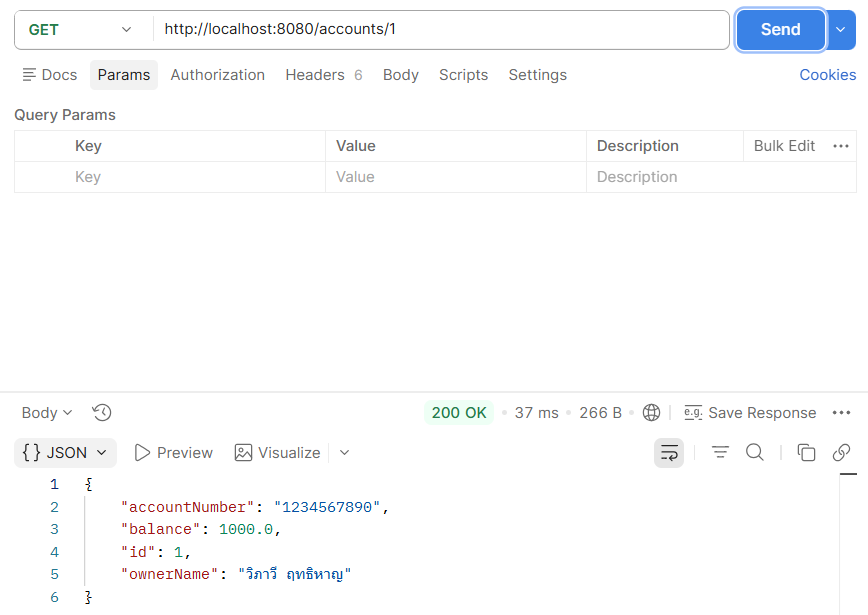 GET http://localhost:8080/accounts/1 Send
Docs Params Authorization Headers 6 Body Scripts Settings Cookies
Query Params
Key Value Description Bulk Edit
Key Value Description
Body 200 OK 37 ms 266 B e.g. Save Response
{} JSON Preview Visualize
1 {
2 "accountNumber": "1234567890",
3 "balance": 1000.0,
4 "id": 1,
5 "ownerName": "วิภาวี ฤทธิหาญ"
6 }